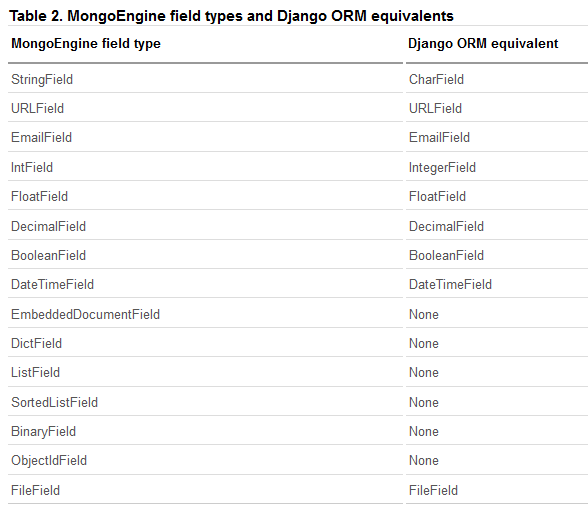 Table 2. MongoEngine field types and Django ORM equivalents
MongoEngine field type Django ORM equivalent
StringField CharField
URLField URLField
EmailField EmailField
IntField IntegerField
FloatField FloatField
DecimalField DecimalField
BooleanField BooleanField
DateTimeField DateTimeField
EmbeddedDocumentField None
DictField None
ListField None
SortedListField None
BinaryField None
ObjectIdField None
FileField FileField